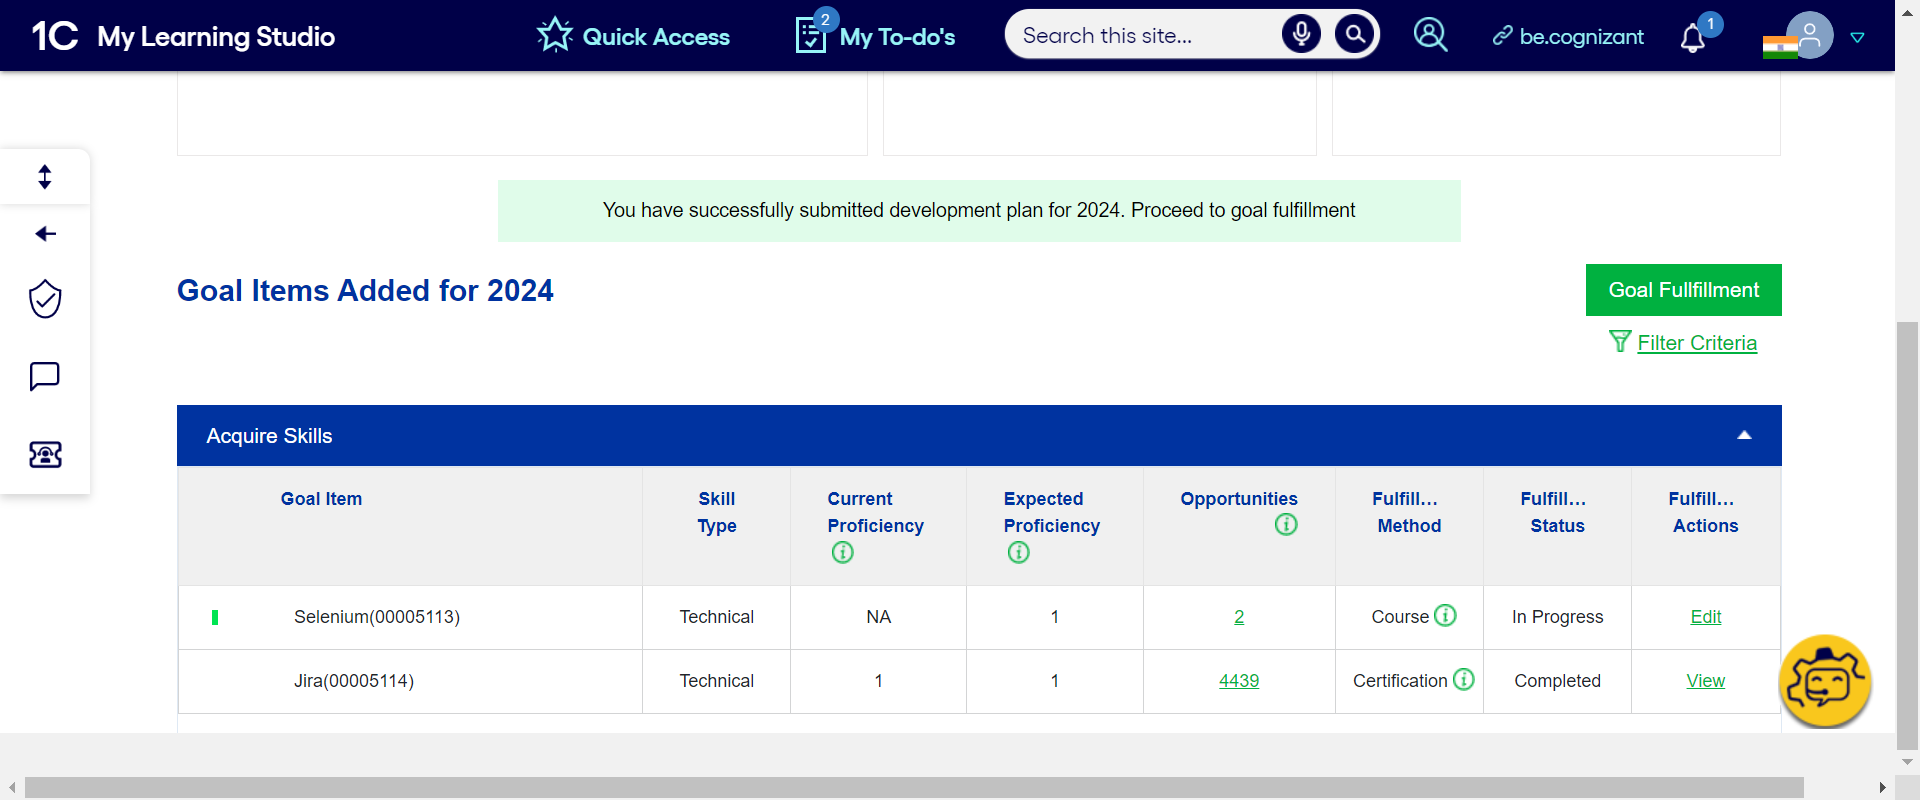 1C My Learning Studio Quick Access 2 My To-do's Search this site... be.cognizant 1
You have successfully submitted development plan for 2024. Proceed to goal fulfillment
Goal Items Added for 2024
Goal Fullfillment
Filter Criteria
Acquire Skills
Goal Item Skill Type Current Proficiency Expected Proficiency Opportunities Fulfill... Method Fulfill... Status Fulfill... Actions
Selenium(00005113) Technical NA 1 2 Course In Progress Edit
Jira(00005114) Technical 1 1 4439 Certification Completed View